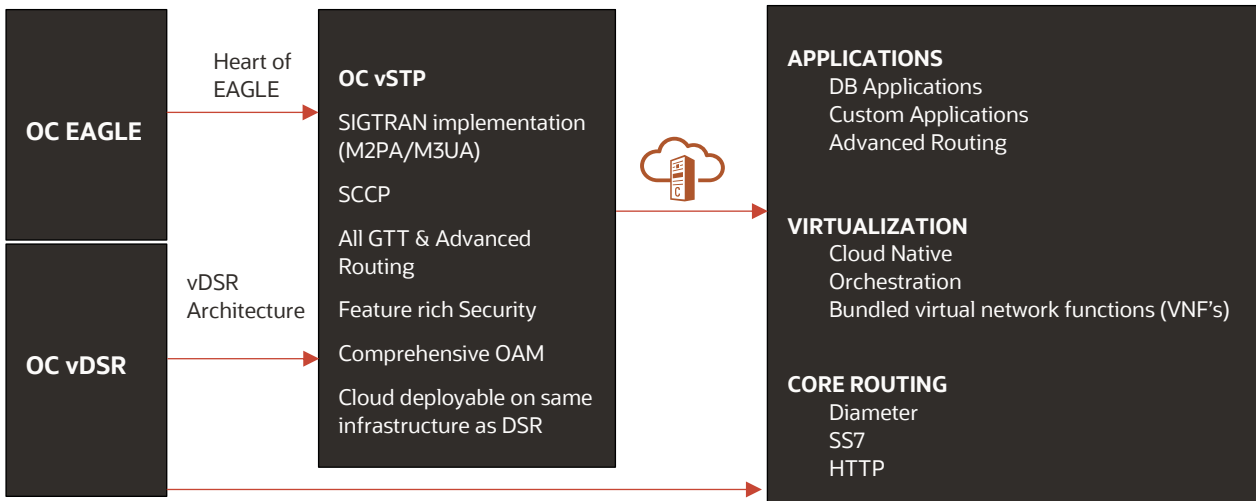 OC EAGLE
Heart of
EAGLE
OC vDSR
vDSR
Architecture
OC vSTP
SIGTRAN implementation
(M2PA/M3UA)
SCCP
All GTT & Advanced
Routing
Feature rich Security
Comprehensive OAM
Cloud deployable on same
infrastructure as DSR
C
APPLICATIONS
DB Applications
Custom Applications
Advanced Routing
VIRTUALIZATION
Cloud Native
Orchestration
Bundled virtual network functions (VNF's)
CORE ROUTING
Diameter
SS7
HTTP